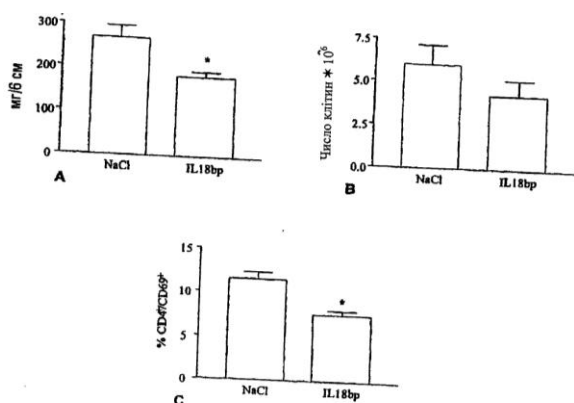 мг/6 см
300
200
100
0
*
NaCl
IL18bp
A
Число клітин * 10^6
7.5
5.0
2.5
0.0
NaCl
IL18bp
B
% CD4⁺/CD69⁺
15
10
5
0
*
NaCl
IL18bp
C